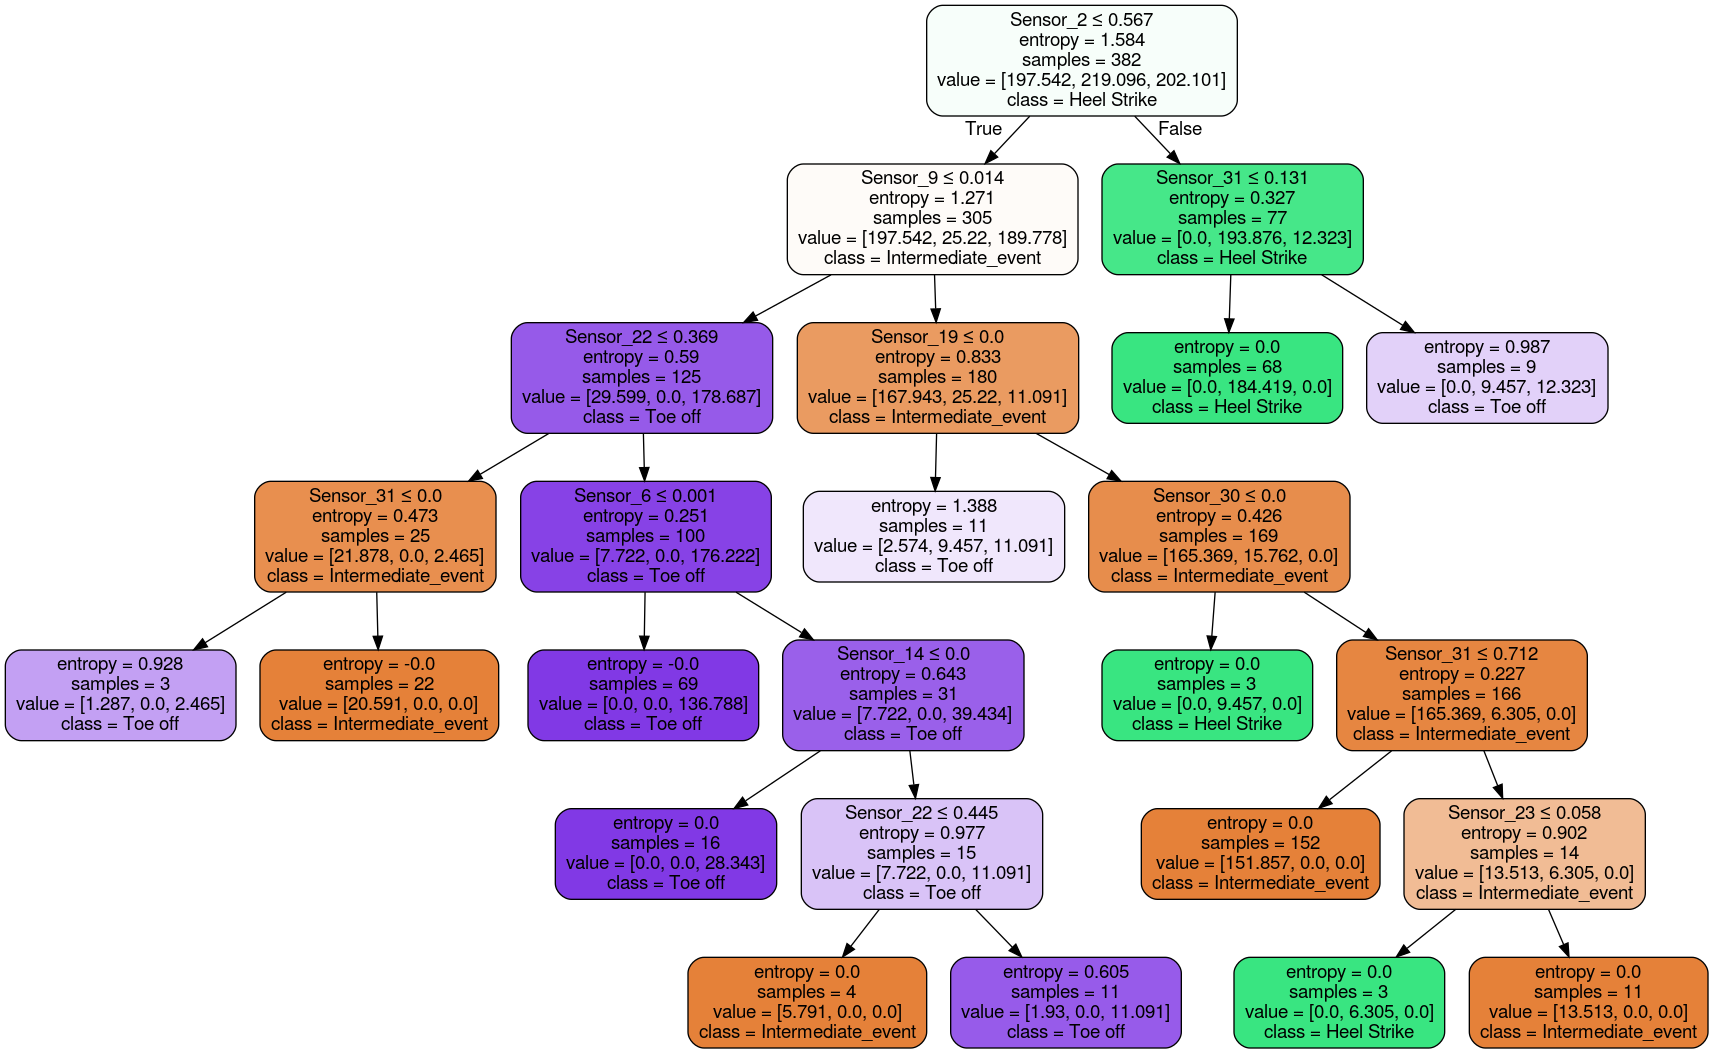 Sensor_2 ≤ 0.567
entropy = 1.584
samples = 382
value = [197.542, 219.096, 202.101]
class = Heel Strike
True
False
Sensor_9 ≤ 0.014
entropy = 1.271
samples = 305
value = [197.542, 25.22, 189.778]
class = Intermediate_event
Sensor_31 ≤ 0.131
entropy = 0.327
samples = 77
value = [0.0, 193.876, 12.323]
class = Heel Strike
Sensor_22 ≤ 0.369
entropy = 0.59
samples = 125
value = [29.599, 0.0, 178.687]
class = Toe off
Sensor_19 ≤ 0.0
entropy = 0.833
samples = 180
value = [167.943, 25.22, 11.091]
class = Intermediate_event
entropy = 0.0
samples = 68
value = [0.0, 184.419, 0.0]
class = Heel Strike
entropy = 0.987
samples = 9
value = [0.0, 9.457, 12.323]
class = Toe off
Sensor_31 ≤ 0.0
entropy = 0.473
samples = 25
value = [21.878, 0.0, 2.465]
class = Intermediate_event
Sensor_6 ≤ 0.001
entropy = 0.251
samples = 100
value = [7.722, 0.0, 176.222]
class = Toe off
entropy = 1.388
samples = 11
value = [2.574, 9.457, 11.091]
class = Toe off
Sensor_30 ≤ 0.0
entropy = 0.426
samples = 169
value = [165.369, 15.762, 0.0]
class = Intermediate_event
entropy = 0.928
samples = 3
value = [1.287, 0.0, 2.465]
class = Toe off
entropy = -0.0
samples = 22
value = [20.591, 0.0, 0.0]
class = Intermediate_event
entropy = -0.0
samples = 69
value = [0.0, 0.0, 136.788]
class = Toe off
Sensor_14 ≤ 0.0
entropy = 0.643
samples = 31
value = [7.722, 0.0, 39.434]
class = Toe off
entropy = 0.0
samples = 3
value = [0.0, 9.457, 0.0]
class = Heel Strike
Sensor_31 ≤ 0.712
entropy = 0.227
samples = 166
value = [165.369, 6.305, 0.0]
class = Intermediate_event
entropy = 0.0
samples = 16
value = [0.0, 0.0, 28.343]
class = Toe off
Sensor_22 ≤ 0.445
entropy = 0.977
samples = 15
value = [7.722, 0.0, 11.091]
class = Toe off
entropy = 0.0
samples = 152
value = [151.857, 0.0, 0.0]
class = Intermediate_event
Sensor_23 ≤ 0.058
entropy = 0.902
samples = 14
value = [13.513, 6.305, 0.0]
class = Intermediate_event
entropy = 0.0
samples = 4
value = [5.791, 0.0, 0.0]
class = Intermediate_event
entropy = 0.605
samples = 11
value = [1.93, 0.0, 11.091]
class = Toe off
entropy = 0.0
samples = 3
value = [0.0, 6.305, 0.0]
class = Heel Strike
entropy = 0.0
samples = 11
value = [13.513, 0.0, 0.0]
class = Intermediate_event